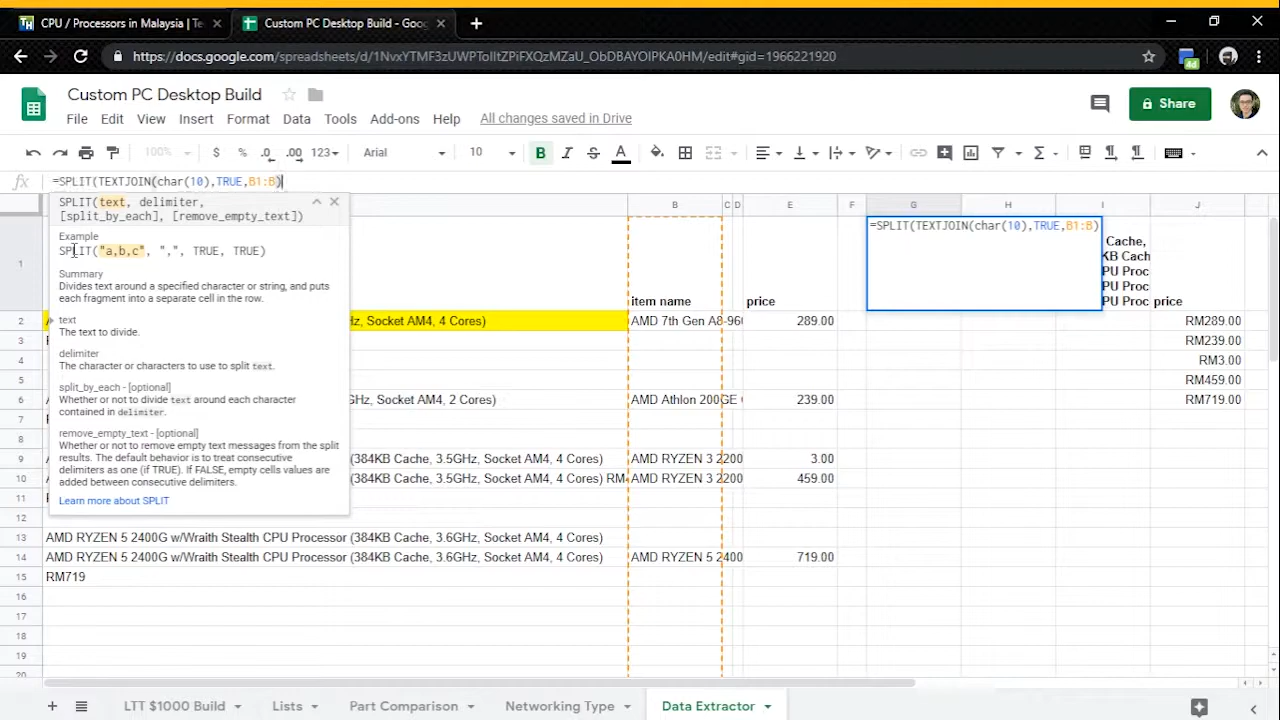 CPU / Processors in Malaysia | Te
Custom PC Desktop Build - Goo
https://docs.google.com/spreadsheets/d/1NvxYTMF3zUWPTolltZPiFXQzMZaU_ObDBAYOIPKA0HM/edit#gid=1966221920
4d
Custom PC Desktop Build
File Edit View Insert Format Data Tools Add-ons Help All changes saved in Drive
Share
100% $ % .0 .00 123 Arial 10 B I S A
fx =SPLIT(TEXTJOIN(char(10),TRUE,B1:B)
SPLIT(text, delimiter,
[split_by_each], [remove_empty_text])
Example
SPLIT("a,b,c", ",", TRUE, TRUE)
Summary
Divides text around a specified character or string, and puts
each fragment into a separate cell in the row.
text
The text to divide.
delimiter
The character or characters to use to split text.
split_by_each - [optional]
Whether or not to divide text around each character
contained in delimiter.
remove_empty_text - [optional]
Whether or not to remove empty text messages from the split
results. The default behavior is to treat consecutive
delimiters as one (if TRUE). If FALSE, empty cells values are
added between consecutive delimiters.
Learn more about SPLIT
B C D E F G H I J
=SPLIT(TEXTJOIN(char(10),TRUE,B1:B)
Cache,
KB Cach
PU Proc
PU Proc
1 item name price PU Proc price
2 Hz, Socket AM4, 4 Cores) AMD 7th Gen A8-960 289.00 RM289.00
3 RM239.00
4 RM3.00
5 RM459.00
6 Hz, Socket AM4, 2 Cores) AMD Athlon 200GE 239.00 RM719.00
7
8
9 (384KB Cache, 3.5GHz, Socket AM4, 4 Cores) AMD RYZEN 3 2200 3.00
10 (384KB Cache, 3.5GHz, Socket AM4, 4 Cores) RM AMD RYZEN 3 2200 459.00
11
12
13 AMD RYZEN 5 2400G w/Wraith Stealth CPU Processor (384KB Cache, 3.6GHz, Socket AM4, 4 Cores)
14 AMD RYZEN 5 2400G w/Wraith Stealth CPU Processor (384KB Cache, 3.6GHz, Socket AM4, 4 Cores) AMD RYZEN 5 2400 719.00
15 RM719
16
17
18
19
20
LTT $1000 Build Lists Part Comparison Networking Type Data Extractor